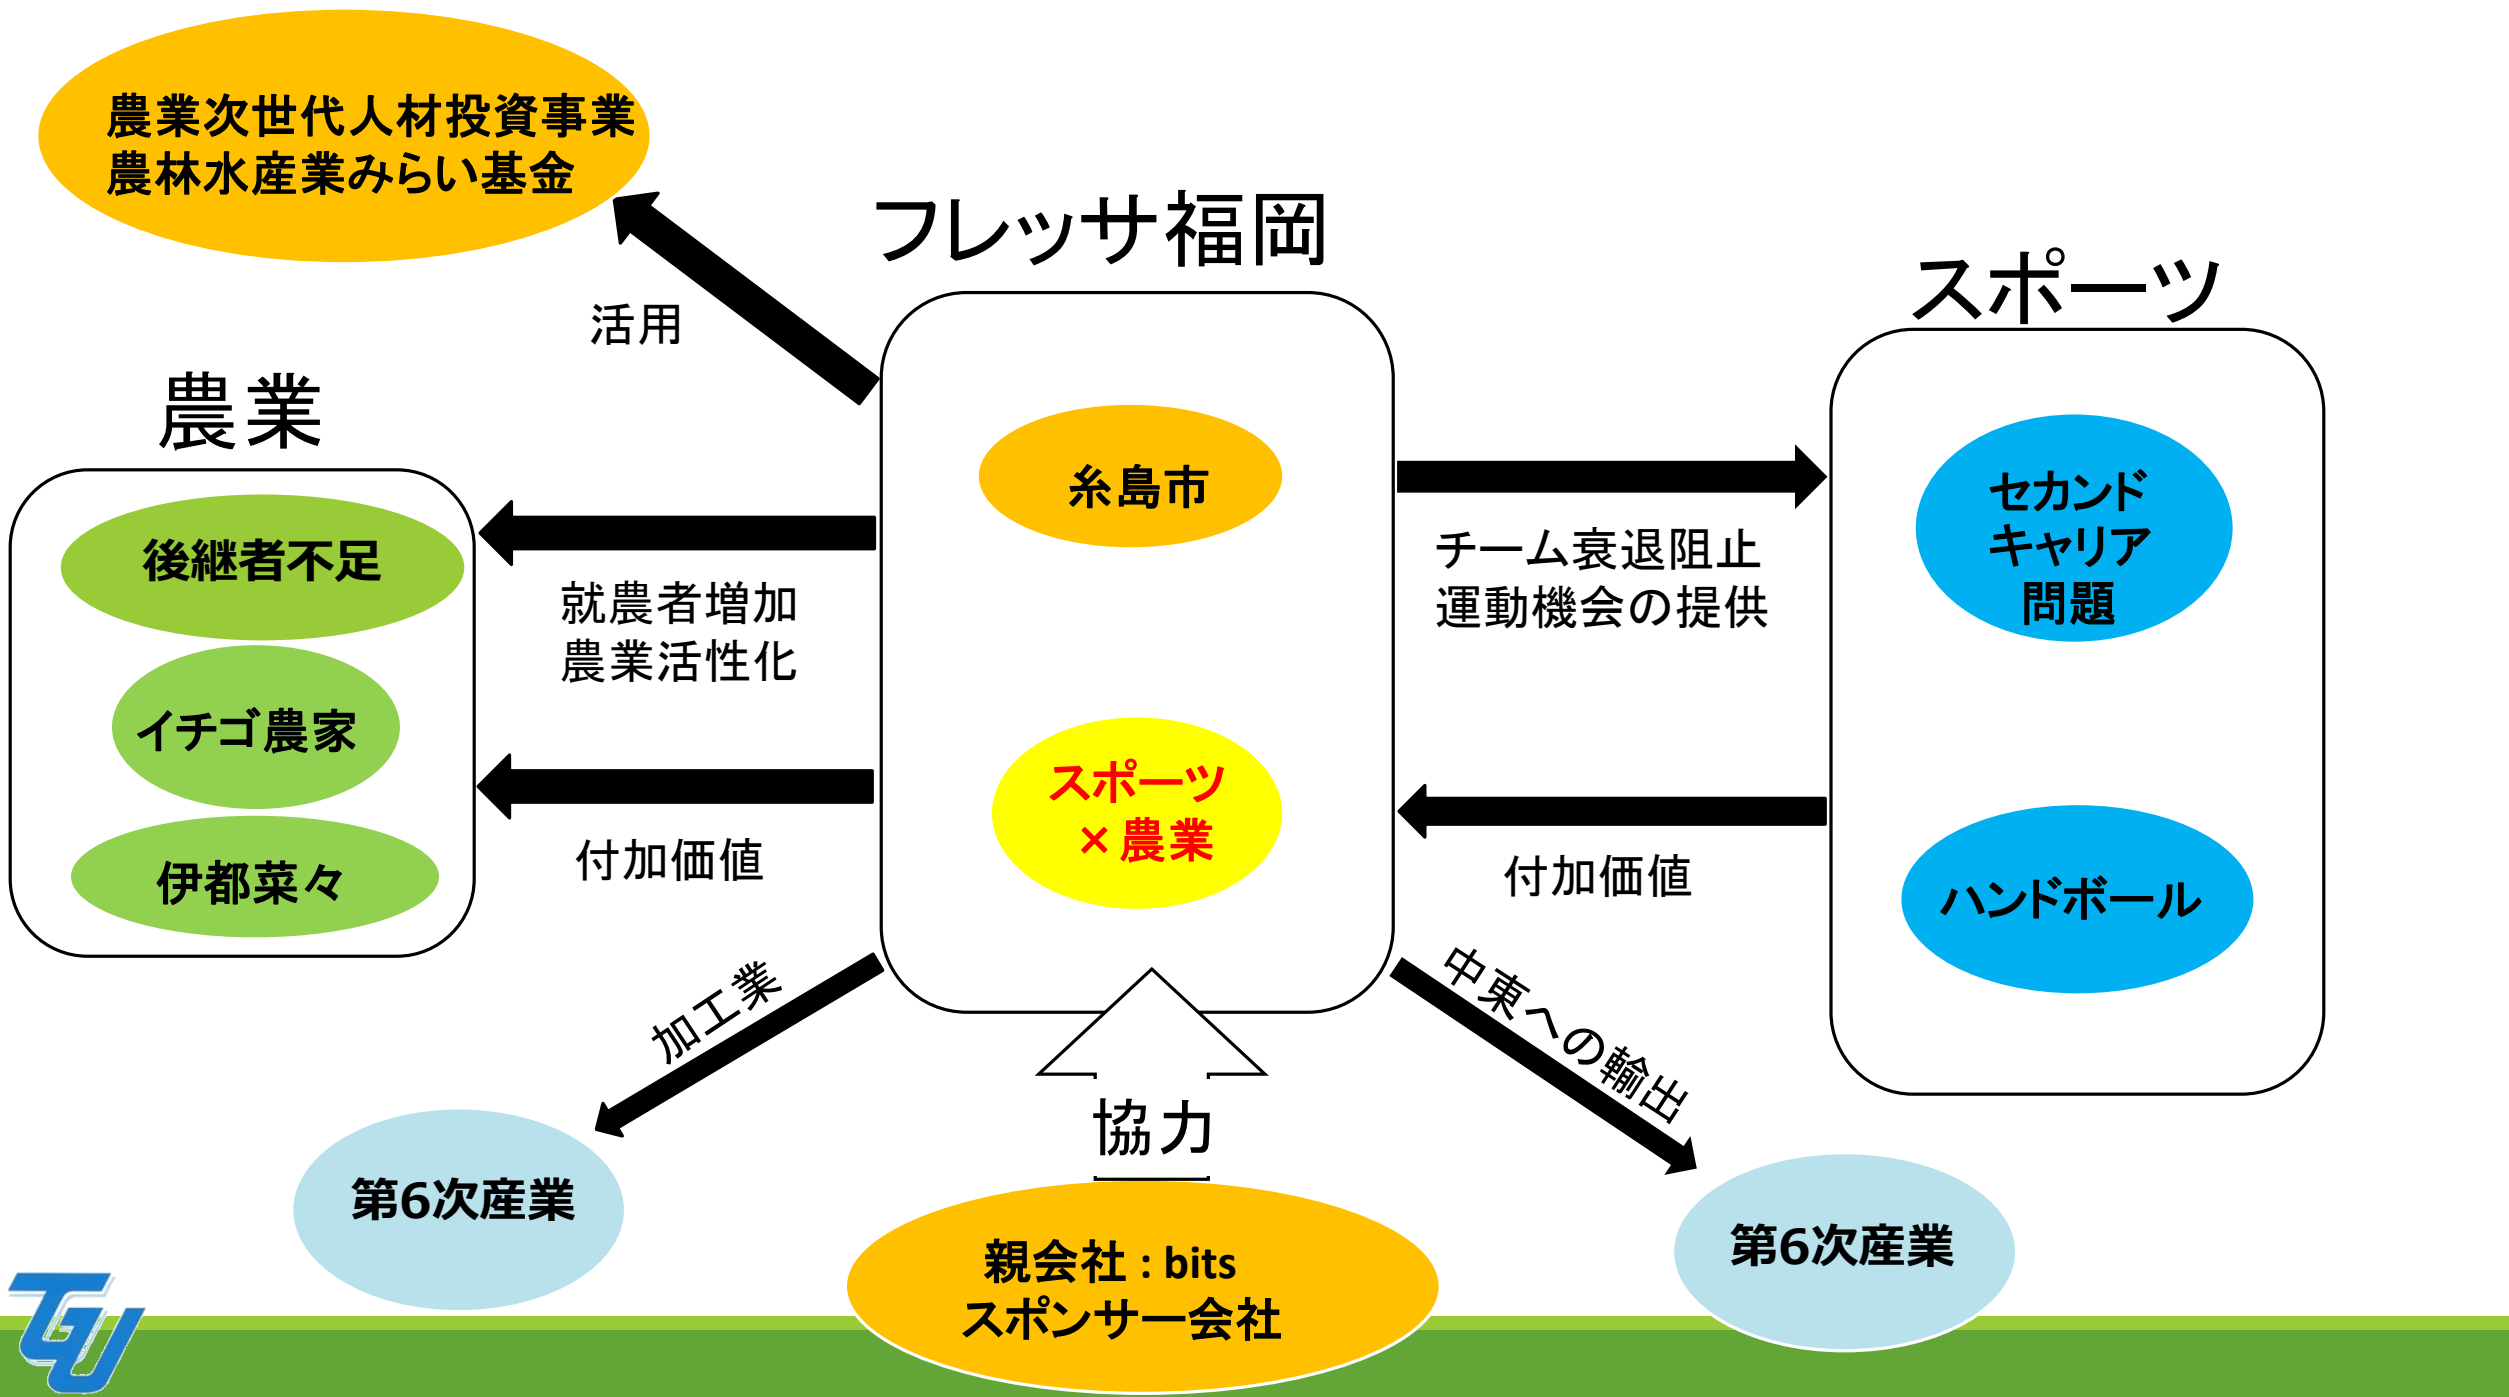 農業次世代人材投資事業
農林水産業みらい基金
フレッサ福岡
スポーツ
活用
農業
糸島市
セカンド
キャリア
問題
後継者不足
チーム衰退阻止
運動機会の提供
就農者増加
農業活性化
イチゴ農家
スポーツ
×農業
付加価値
付加価値
伊都菜々
ハンドボール
加工業
中東への輸出
協力
第6次産業
第6次産業
親会社：bits
スポンサー会社
TGU